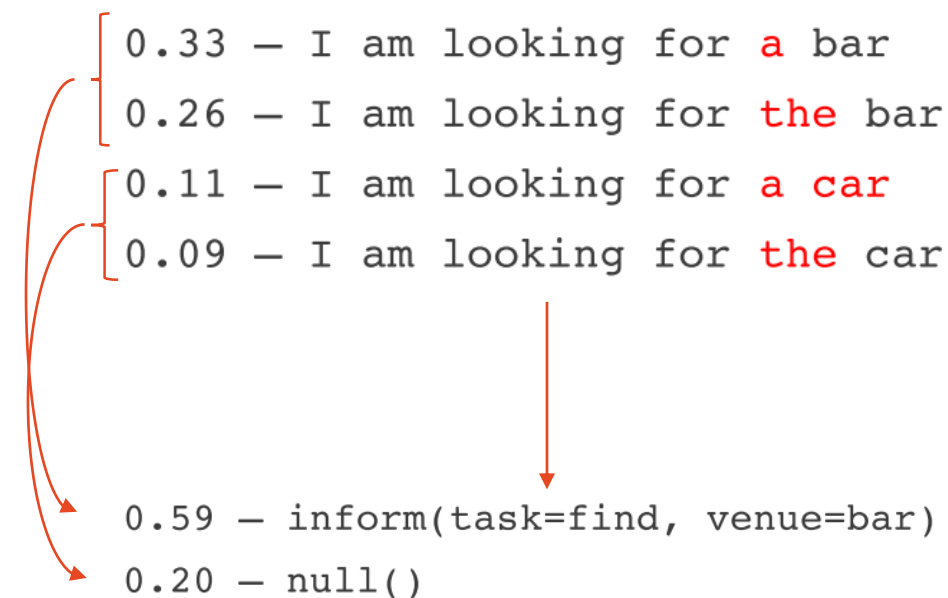 0.33 – I am looking for a bar
0.26 – I am looking for the bar
0.11 – I am looking for a car
0.09 – I am looking for the car
0.59 – inform(task=find, venue=bar)
0.20 – null()